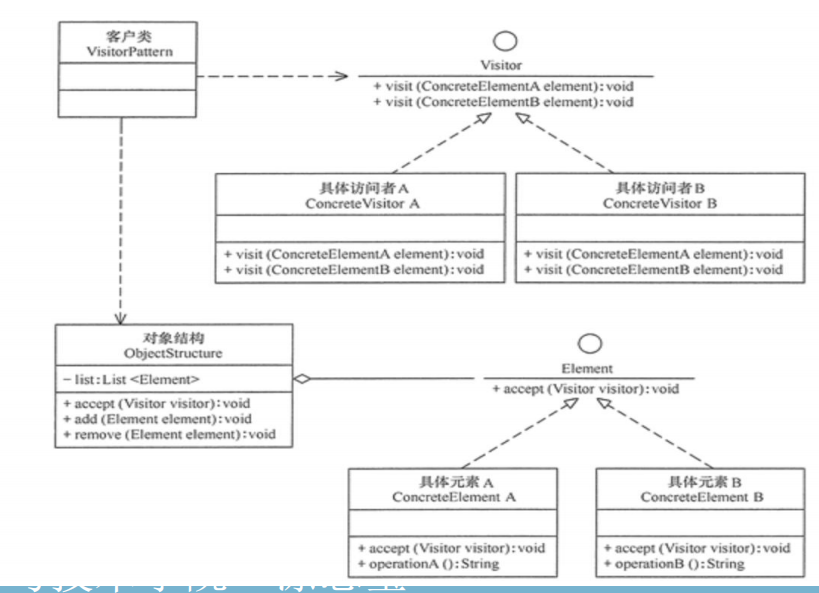 客户类
VisitorPattern
Visitor
+ visit (ConcreteElementA element):void
+ visit (ConcreteElementB element):void
具体访问者A
ConcreteVisitor A
+ visit (ConcreteElementA element):void
+ visit (ConcreteElementB element):void
具体访问者B
ConcreteVisitor B
+ visit (ConcreteElementA element):void
+ visit (ConcreteElementB element):void
对象结构
ObjectStructure
- list:List <Element>
+ accept (Visitor visitor):void
+ add (Element element):void
+ remove (Element element):void
Element
+ accept (Visitor visitor):void
具体元素A
ConcreteElement A
+ accept (Visitor visitor):void
+ operationA ():String
具体元素B
ConcreteElement B
+ accept (Visitor visitor):void
+ operationB ():String